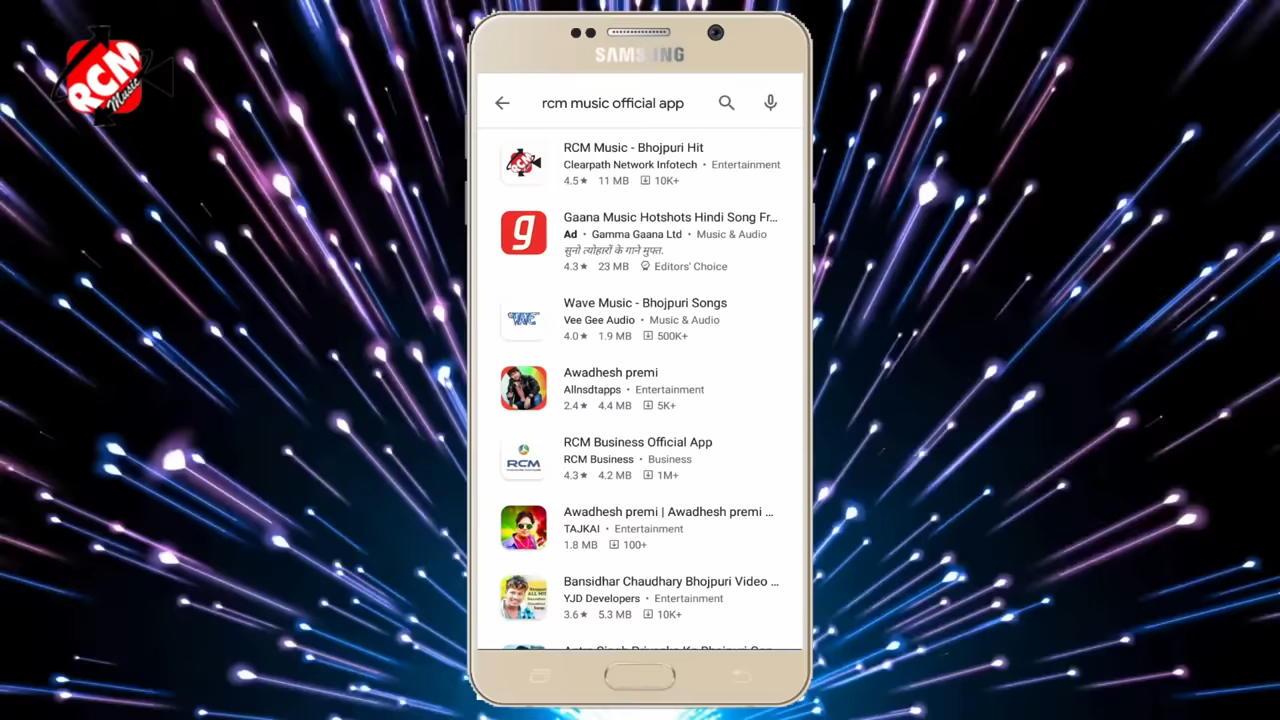 RCM
Music
SAMSUNG
rcm music official app
RCM Music - Bhojpuri Hit
Clearpath Network Infotech • Entertainment
4.5★ 11 MB 10K+
Gaana Music Hotshots Hindi Song Fr...
Ad • Gamma Gaana Ltd • Music & Audio
सुनो त्योहारों के गाने मुफ्त.
4.3★ 23 MB Editors' Choice
Wave Music - Bhojpuri Songs
Vee Gee Audio • Music & Audio
4.0★ 1.9 MB 500K+
Awadhesh premi
Allnsdtapps • Entertainment
2.4★ 4.4 MB 5K+
RCM Business Official App
RCM
RCM Business • Business
4.3★ 4.2 MB 1M+
Awadhesh premi | Awadhesh premi ...
TAJKAI • Entertainment
1.8 MB 100+
Bansidhar Chaudhary Bhojpuri Video ...
YJD Developers • Entertainment
3.6★ 5.3 MB 10K+